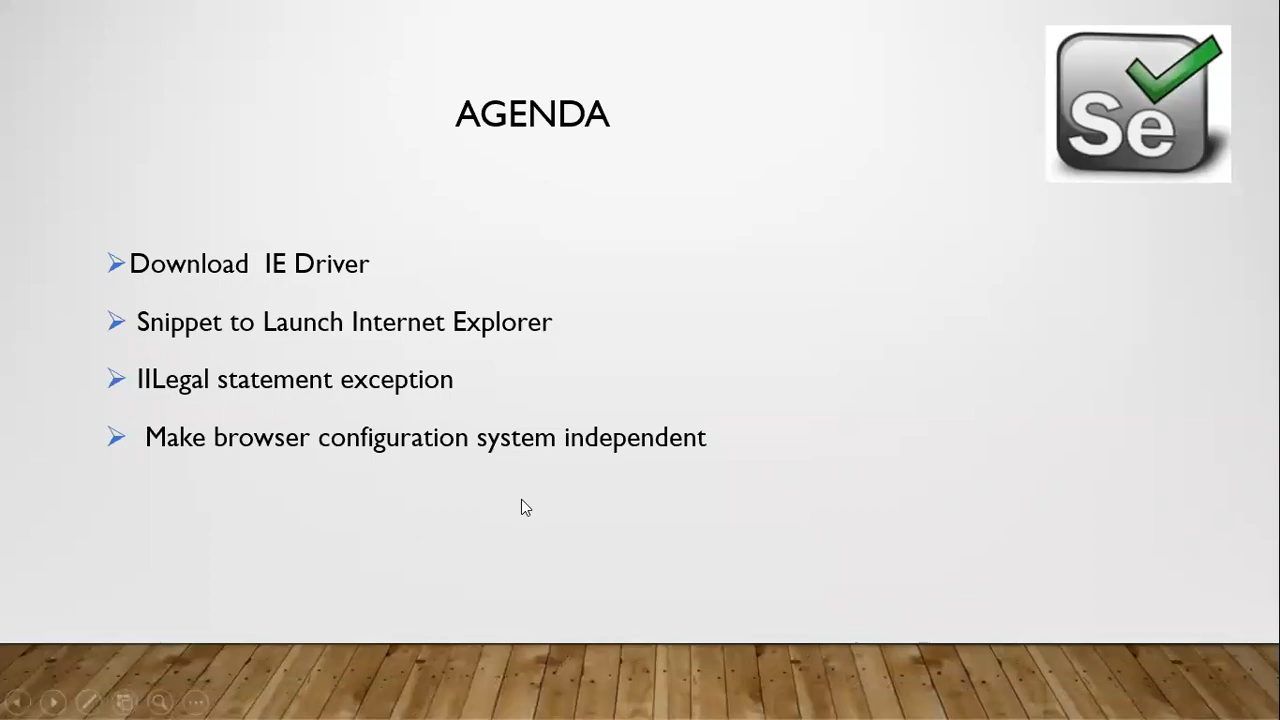 AGENDA
Se
Download  IE Driver
Snippet to Launch Internet Explorer
IILegal statement exception
Make browser configuration system independent